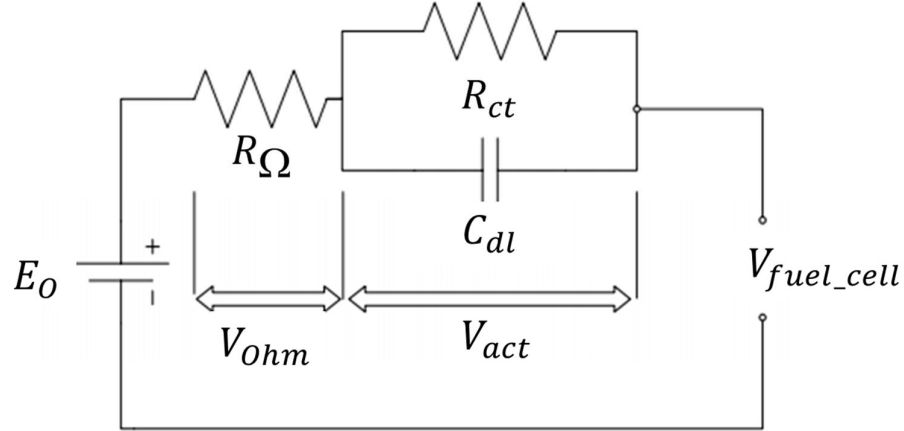 R_ct
R_Ω
C_dl
+
E_O
V_fuel_cell
V_Ohm
V_act